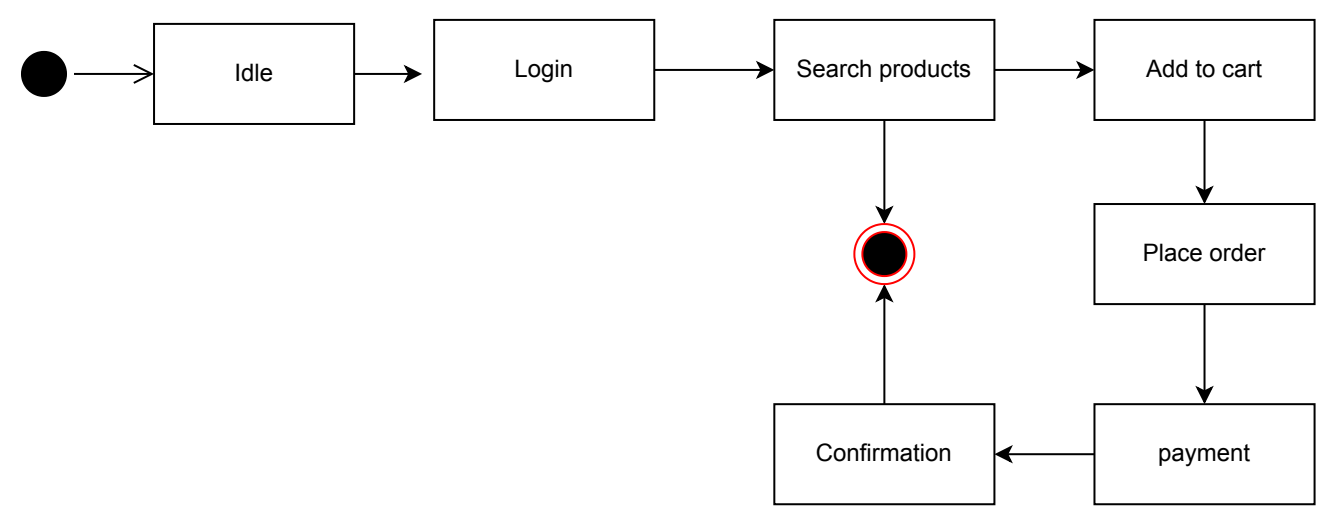 Idle
Login
Search products
Add to cart
Place order
payment
Confirmation